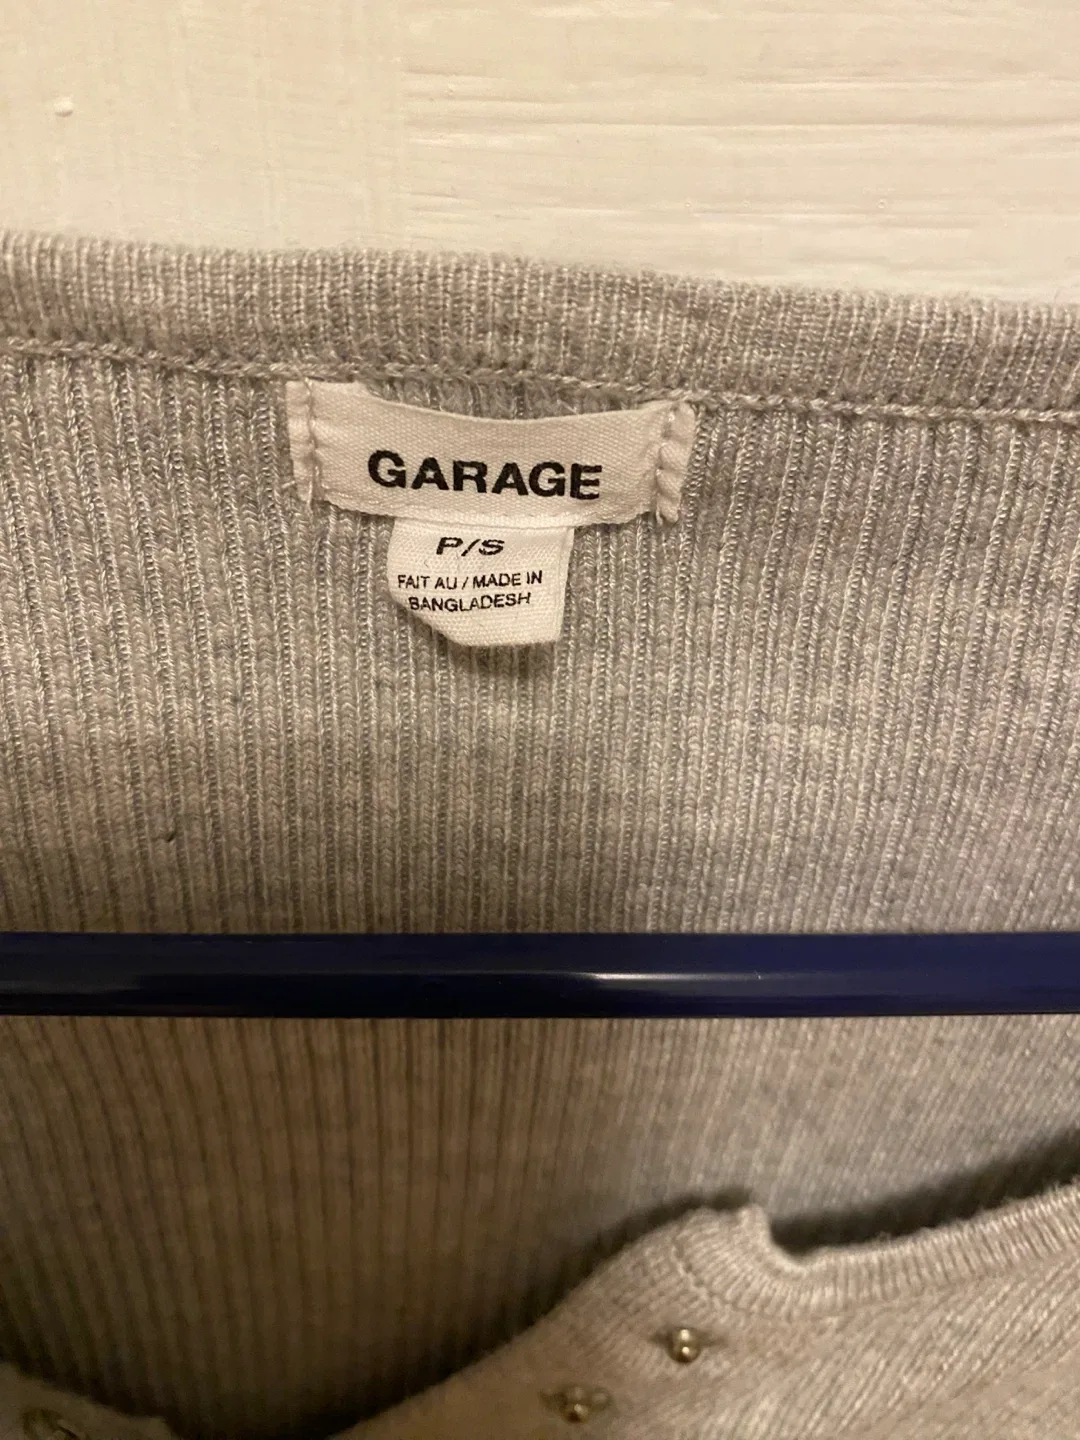 GARAGE
P/S
FAIT AU / MADE IN
BANGLADESH